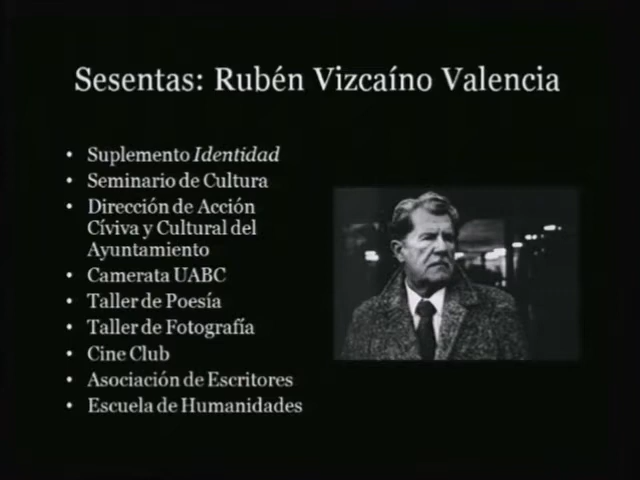 Sesentas: Rubén Vizcaíno Valencia
• Suplemento Identidad
• Seminario de Cultura
• Dirección de Acción
Cíviva y Cultural del
Ayuntamiento
• Camerata UABC
• Taller de Poesía
• Taller de Fotografía
• Cine Club
• Asociación de Escritores
• Escuela de Humanidades